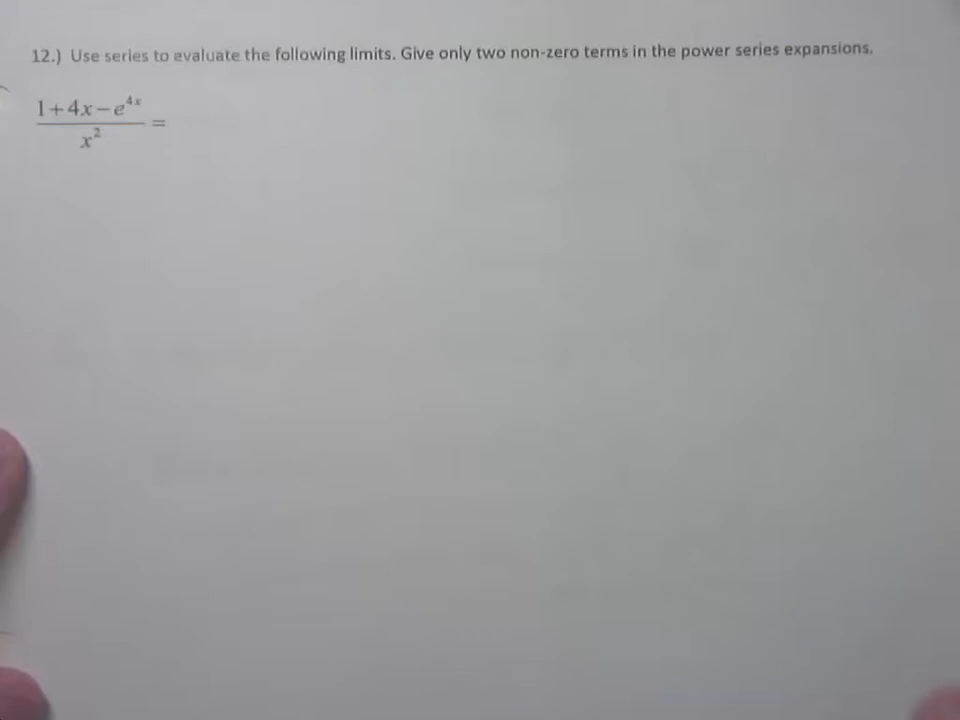 12.) Use series to evaluate the following limits. Give only two non-zero terms in the power series expansions.
\frac{1+4x-e^{4x}}{x^2} =